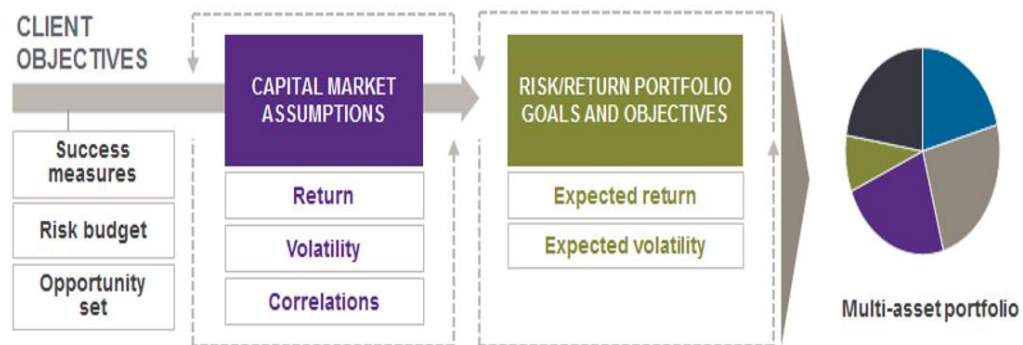 CLIENT
OBJECTIVES
Success
measures
Risk budget
Opportunity
set
CAPITAL MARKET
ASSUMPTIONS
Return
Volatility
Correlations
RISK/RETURN PORTFOLIO
GOALS AND OBJECTIVES
Expected return
Expected volatility
Multi-asset portfolio